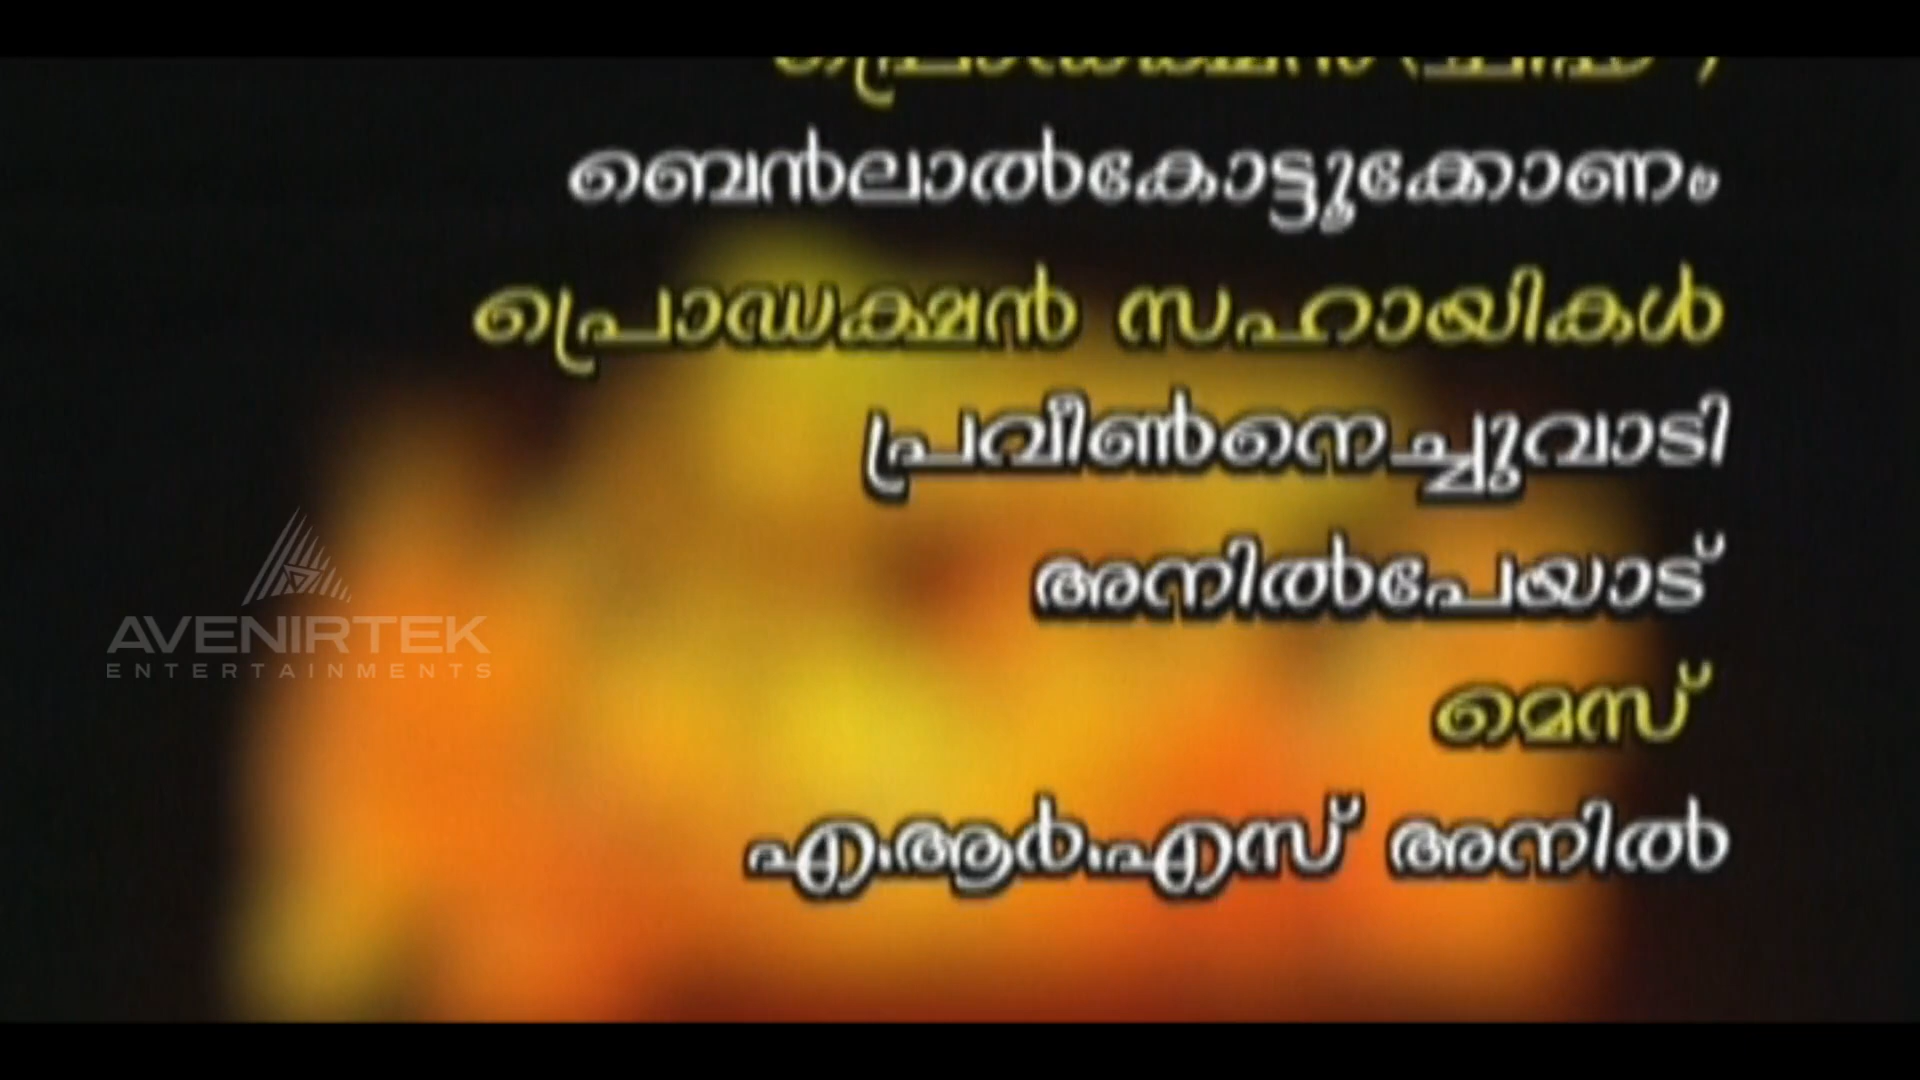 ബെൻലാൽകോട്ടൂക്കോണം
പ്രൊഡക്ഷൻ സഹായികൾ
പ്രവീൺനെച്ചുവാടി
അനിൽപേയാട്
മെസ്
എ.ആർ.എസ് അനിൽ
AVENIRTEK
ENTERTAINMENTS